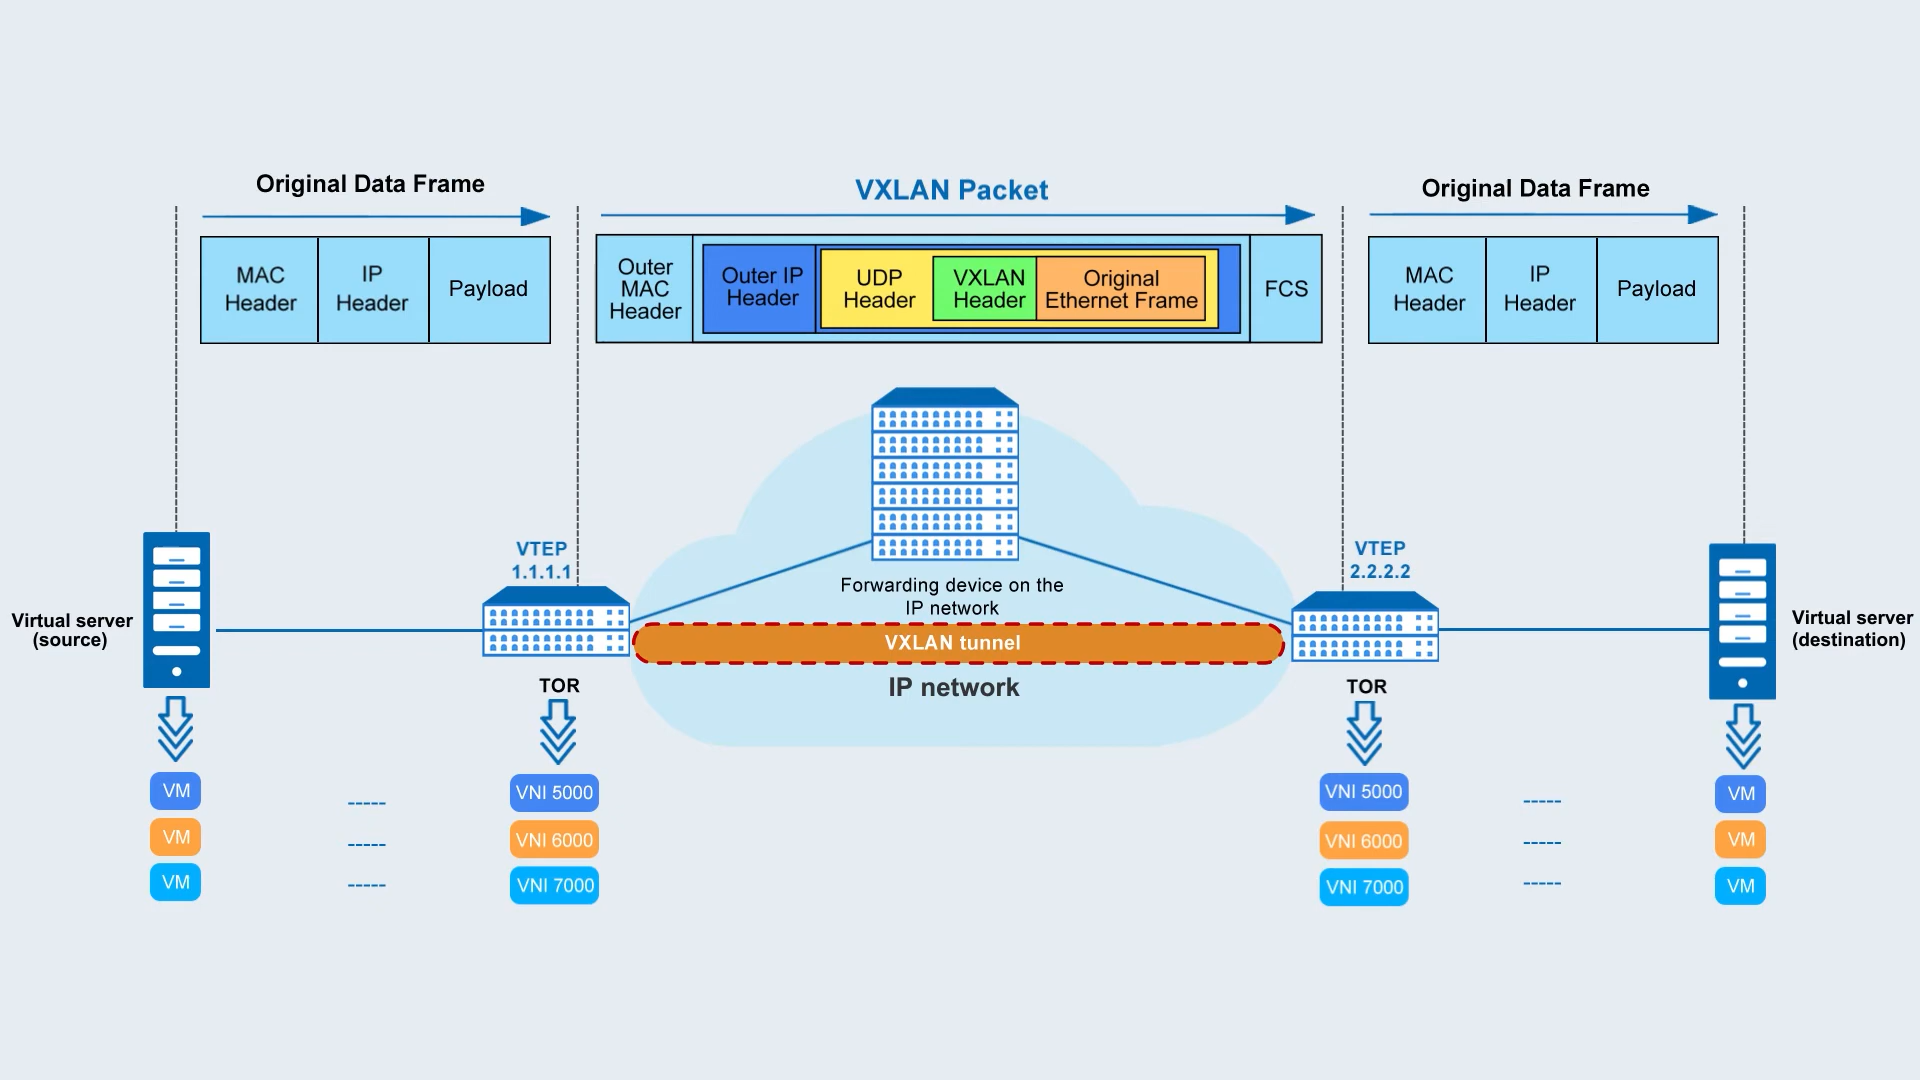 Original Data Frame
VXLAN Packet
Original Data Frame
MAC
Header
IP
Header
Payload
Outer
MAC
Header
Outer IP
Header
UDP
Header
VXLAN
Header
Original
Ethernet Frame
FCS
MAC
Header
IP
Header
Payload
VTEP
1.1.1.1
VTEP
2.2.2.2
Forwarding device on the
IP network
Virtual server
(source)
Virtual server
(destination)
VXLAN tunnel
IP network
TOR
TOR
VM
VNI 5000
VNI 5000
VM
VM
VNI 6000
VNI 6000
VM
VM
VNI 7000
VNI 7000
VM